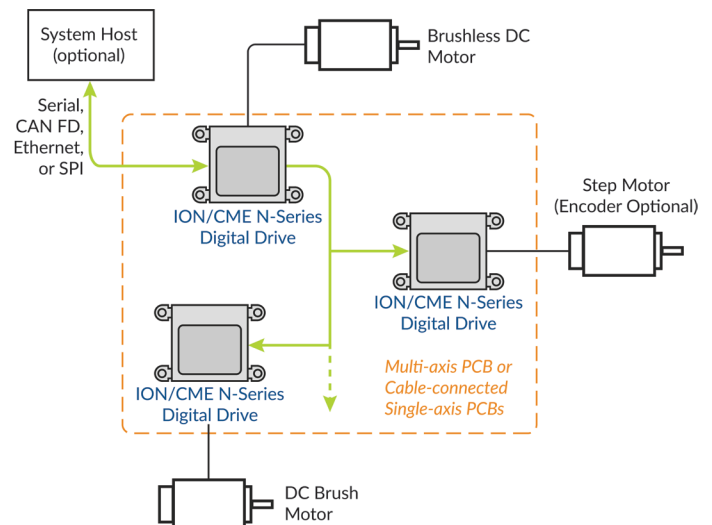 System Host
(optional)
Brushless DC
Motor
Serial,
CAN FD,
Ethernet,
or SPI
ION/CME N-Series
Digital Drive
Step Motor
(Encoder Optional)
ION/CME N-Series
Digital Drive
ION/CME N-Series
Digital Drive
Multi-axis PCB or
Cable-connected
Single-axis PCBs
DC Brush
Motor